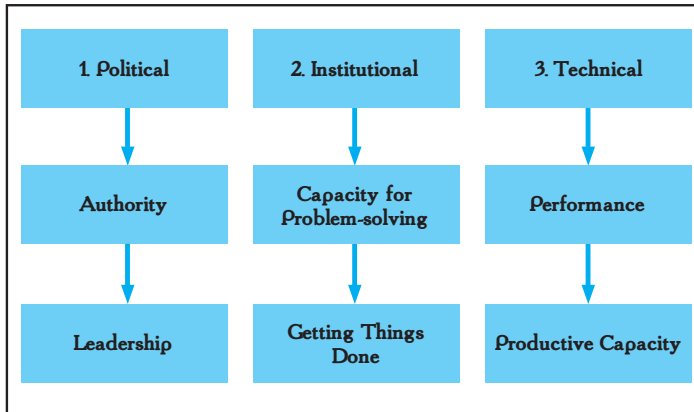 1. Political
2. Institutional
3. Technical
Authority
Capacity for
Problem-solving
Performance
Leadership
Getting Things
Done
Productive Capacity